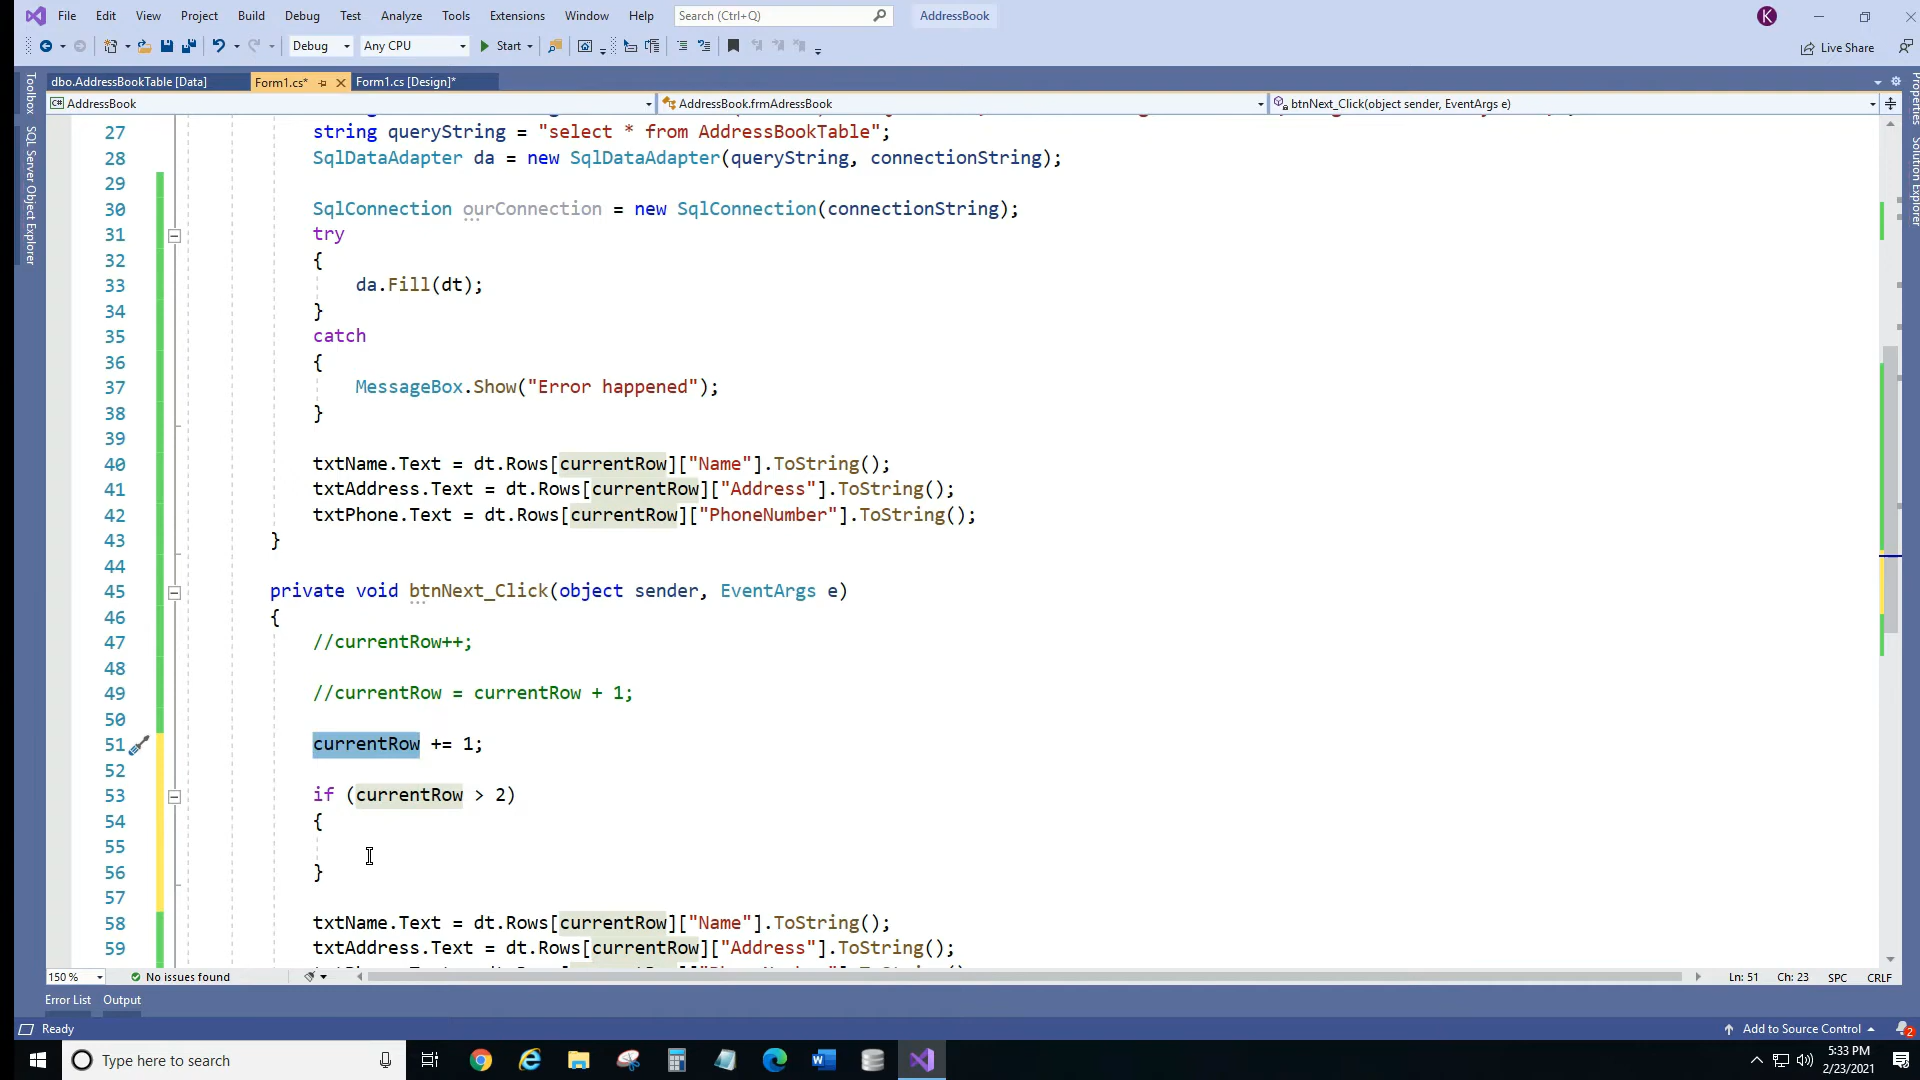 File Edit View Project Build Debug Test Analyze Tools Extensions Window Help Search (Ctrl+Q) AddressBook K
Debug Any CPU Start Live Share
dbo.AddressBookTable [Data] Form1.cs* Form1.cs [Design]*
AddressBook AddressBook.frmAdressBook btnNext_Click(object sender, EventArgs e)
Toolbox
SQL Server Object Explorer
Properties
Solution Explorer
27 string queryString = "select * from AddressBookTable";
28 SqlDataAdapter da = new SqlDataAdapter(queryString, connectionString);
29
30 SqlConnection ourConnection = new SqlConnection(connectionString);
31 try
32 {
33 da.Fill(dt);
34 }
35 catch
36 {
37 MessageBox.Show("Error happened");
38 }
39
40 txtName.Text = dt.Rows[currentRow]["Name"].ToString();
41 txtAddress.Text = dt.Rows[currentRow]["Address"].ToString();
42 txtPhone.Text = dt.Rows[currentRow]["PhoneNumber"].ToString();
43 }
44
45 private void btnNext_Click(object sender, EventArgs e)
46 {
47 //currentRow++;
48
49 //currentRow = currentRow + 1;
50
51 currentRow += 1;
52
53 if (currentRow > 2)
54 {
55
56 }
57
58 txtName.Text = dt.Rows[currentRow]["Name"].ToString();
59 txtAddress.Text = dt.Rows[currentRow]["Address"].ToString();
150 % No issues found Ln: 51 Ch: 23 SPC CRLF
Error List Output
Ready Add to Source Control 2
Type here to search 5:33 PM
2/23/2021